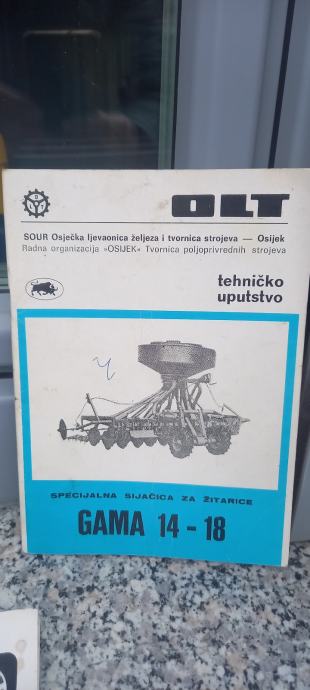 OLT
SOUR Osječka ljevaonica željeza i tvornica strojeva — Osijek
Radna organizacija »OSIJEK« Tvornica poljoprivrednih strojeva
tehničko
uputstvo
SPECIJALNA SIJAČICA ZA ŽITARICE
GAMA 14 - 18